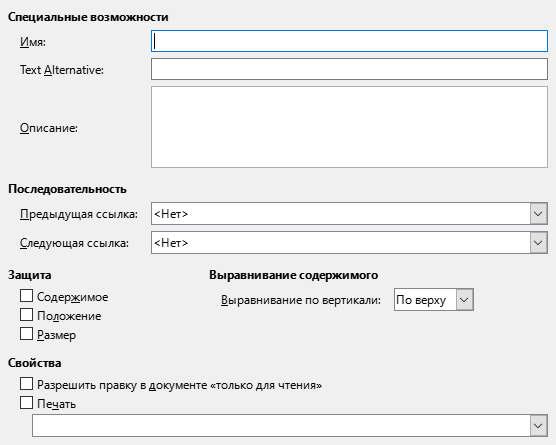 Специальные возможности
Имя:
Text Alternative:
Описание:
Последовательность
Предыдущая ссылка: <Нет>
Следующая ссылка: <Нет>
Защита Выравнивание содержимого
Содержимое Выравнивание по вертикали: По верху
Положение
Размер
Свойства
Разрешить правку в документе «только для чтения»
Печать